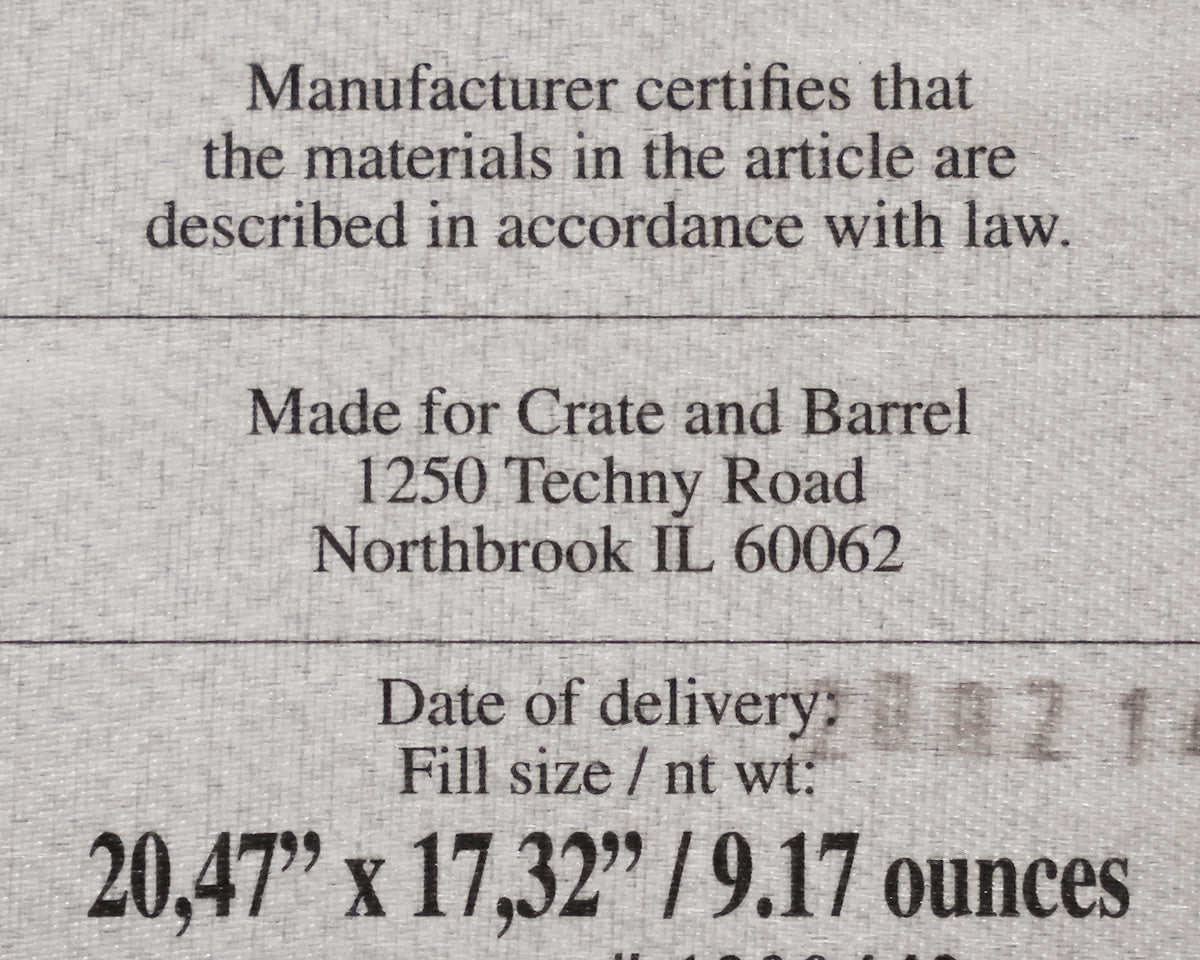 Manufacturer certifies that
the materials in the article are
described in accordance with law.
Made for Crate and Barrel
1250 Techny Road
Northbrook IL 60062
Date of delivery:
Fill size / nt wt:
20,47” x 17,32” / 9.17 ounces